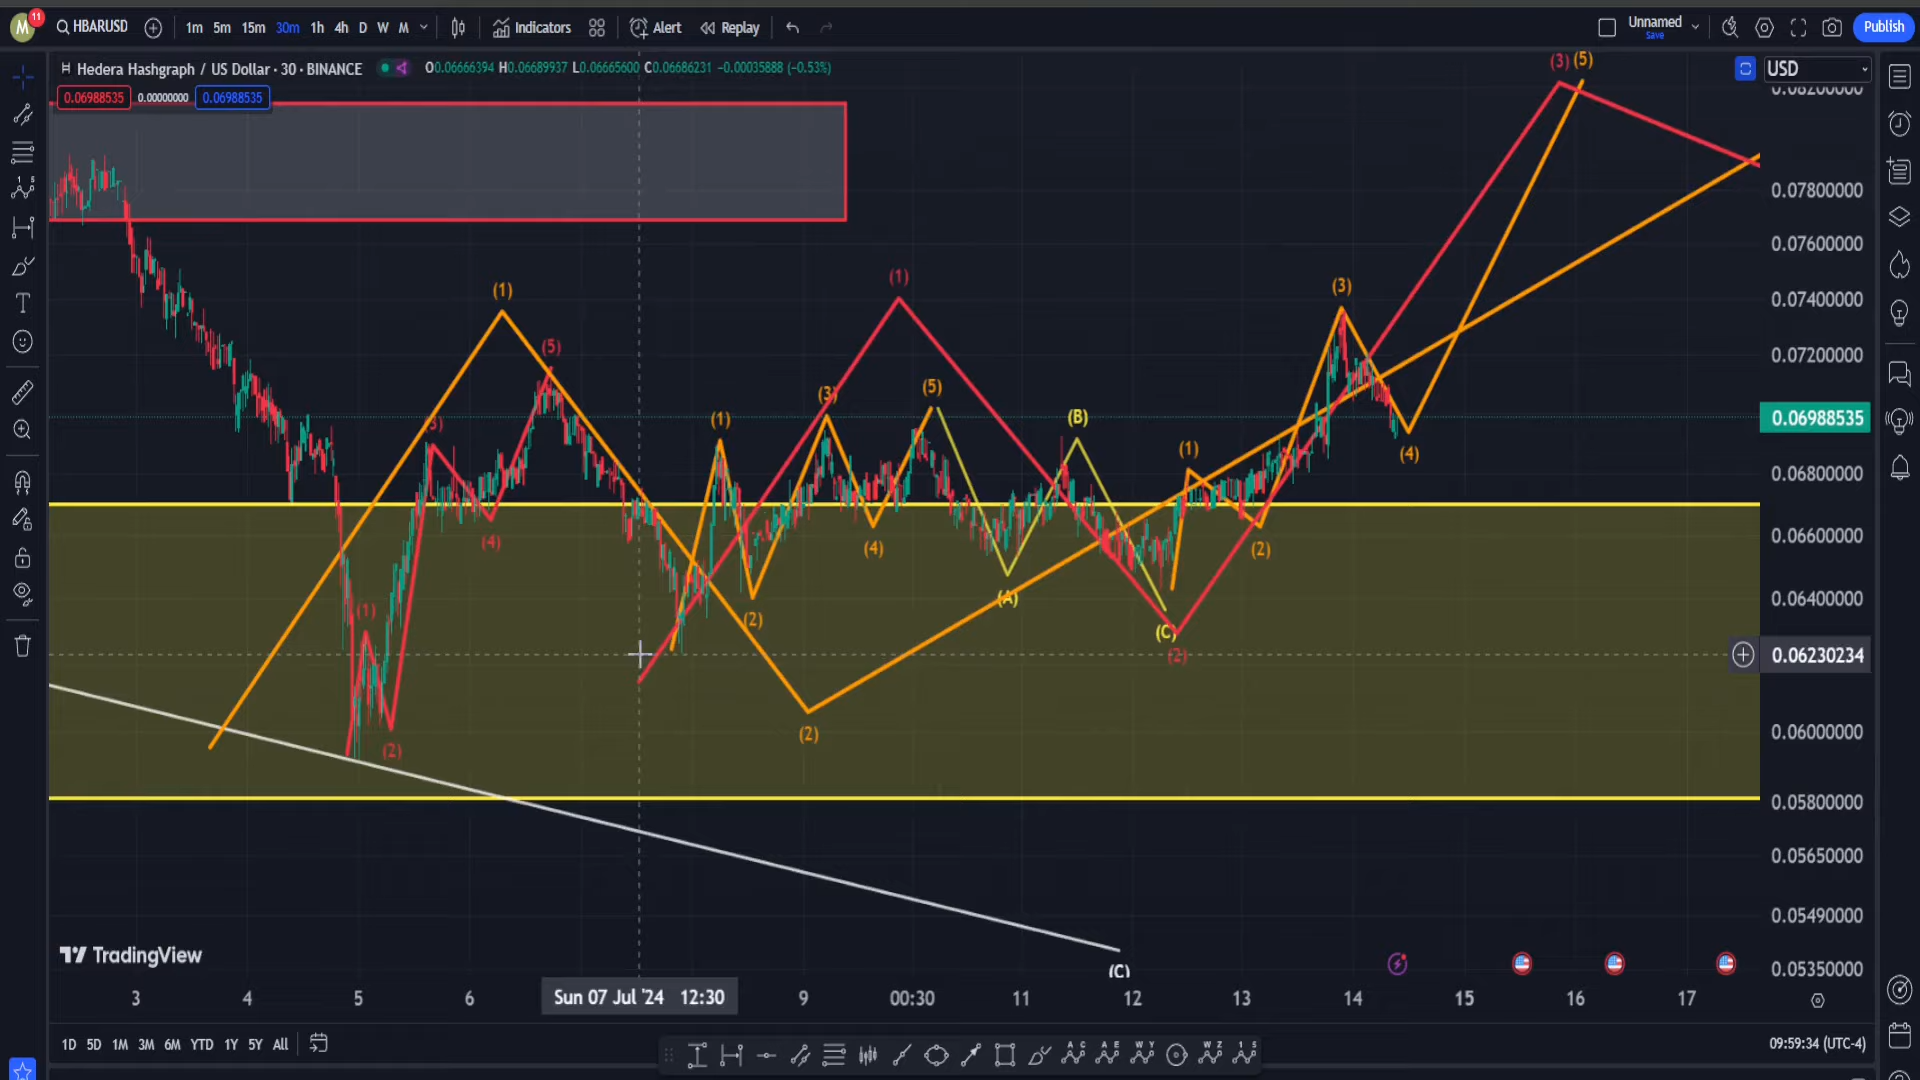 M 11 HBARUSD 1m 5m 15m 30m 1h 4h D W M Indicators Alert Replay Unnamed Save Publish
Hedera Hashgraph / US Dollar · 30 · BINANCE O0.06666394 H0.06689937 L0.06665600 C0.06686231 −0.00035888 (−0.53%) USD
0.06988535 0.00000000 0.06988535
(3) (5)
0.08200000
0.07800000
0.07600000
(1) (1) (3)
0.07400000
(5)
0.07200000
(5)
(3)
(1) (B)
0.06988535
(1) (4)
0.06800000
0.06600000
(4) (4) (2)
0.06400000
(1) (2) (A)
(C)
(2)
0.06230234
(2) (2)
0.06000000
0.05800000
0.05650000
0.05490000
TradingView
(C)
0.05350000
3 4 5 6 Sun 07 Jul '24 12:30 9 00:30 11 12 13 14 15 16 17
1D 5D 1M 3M 6M YTD 1Y 5Y All
09:59:34 (UTC-4)